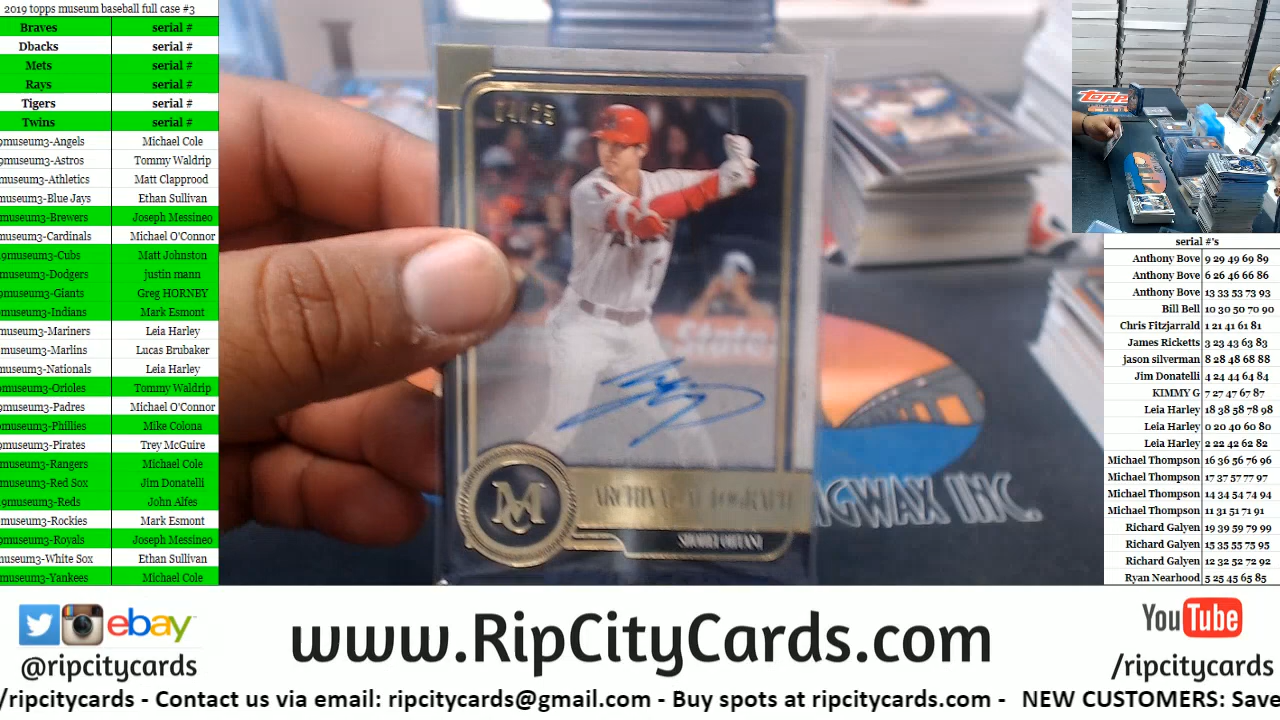 2019 topps museum baseball full case #3
Braves serial #
Dbacks serial #
Mets serial #
Rays serial #
Tigers serial #
Twins serial #
9museum3-Angels Michael Cole
9museum3-Astros Tommy Waldrip
museum3-Athletics Matt Clapprood
museum3-Blue Jays Ethan Sullivan
museum3-Brewers Joseph Messineo
museum3-Cardinals Michael O'Connor
9museum3-Cubs Matt Johnston
museum3-Dodgers justin mann
museum3-Giants Greg HORNBY
museum3-Indians Mark Esmont
museum3-Mariners Leia Harley
museum3-Marlins Lucas Brubaker
museum3-Nationals Leia Harley
museum3-Orioles Tommy Waldrip
museum3-Padres Michael O'Connor
museum3-Phillies Mike Colona
museum3-Pirates Trey McGuire
museum3-Rangers Michael Cole
museum3-Red Sox Jim Donatelli
9museum3-Reds John Alfes
museum3-Rockies Mark Esmont
museum3-Royals Joseph Messineo
museum3-White Sox Ethan Sullivan
museum3-Yankees Michael Cole
State
M
ARCHIVAL AUTOGRAPH
SHOHEI OHTANI
GWAX INC.
TOPPS
serial #'s
Anthony Bove 9 29 49 69 89
Anthony Bove 6 26 46 66 86
Anthony Bove 13 33 53 73 93
Bill Bell 10 30 50 70 90
Chris Fitzjarrald 1 21 41 61 81
James Ricketts 3 23 43 63 83
jason silverman 8 28 48 68 88
Jim Donatelli 4 24 44 64 84
KIMMY G 7 27 47 67 87
Leia Harley 18 38 58 78 98
Leia Harley 0 20 40 60 80
Leia Harley 2 22 42 62 82
Michael Thompson 16 36 56 76 96
Michael Thompson 17 37 57 77 97
Michael Thompson 14 34 54 74 94
Michael Thompson 11 31 51 71 91
Richard Galyen 19 39 59 79 99
Richard Galyen 15 35 55 75 95
Richard Galyen 12 32 52 72 92
Ryan Nearhood 5 25 45 65 85
ebay
@ripcitycards
www.RipCityCards.com
YouTube
/ripcitycards
/ripcitycards - Contact us via email: ripcitycards@gmail.com - Buy spots at ripcitycards.com - NEW CUSTOMERS: Save